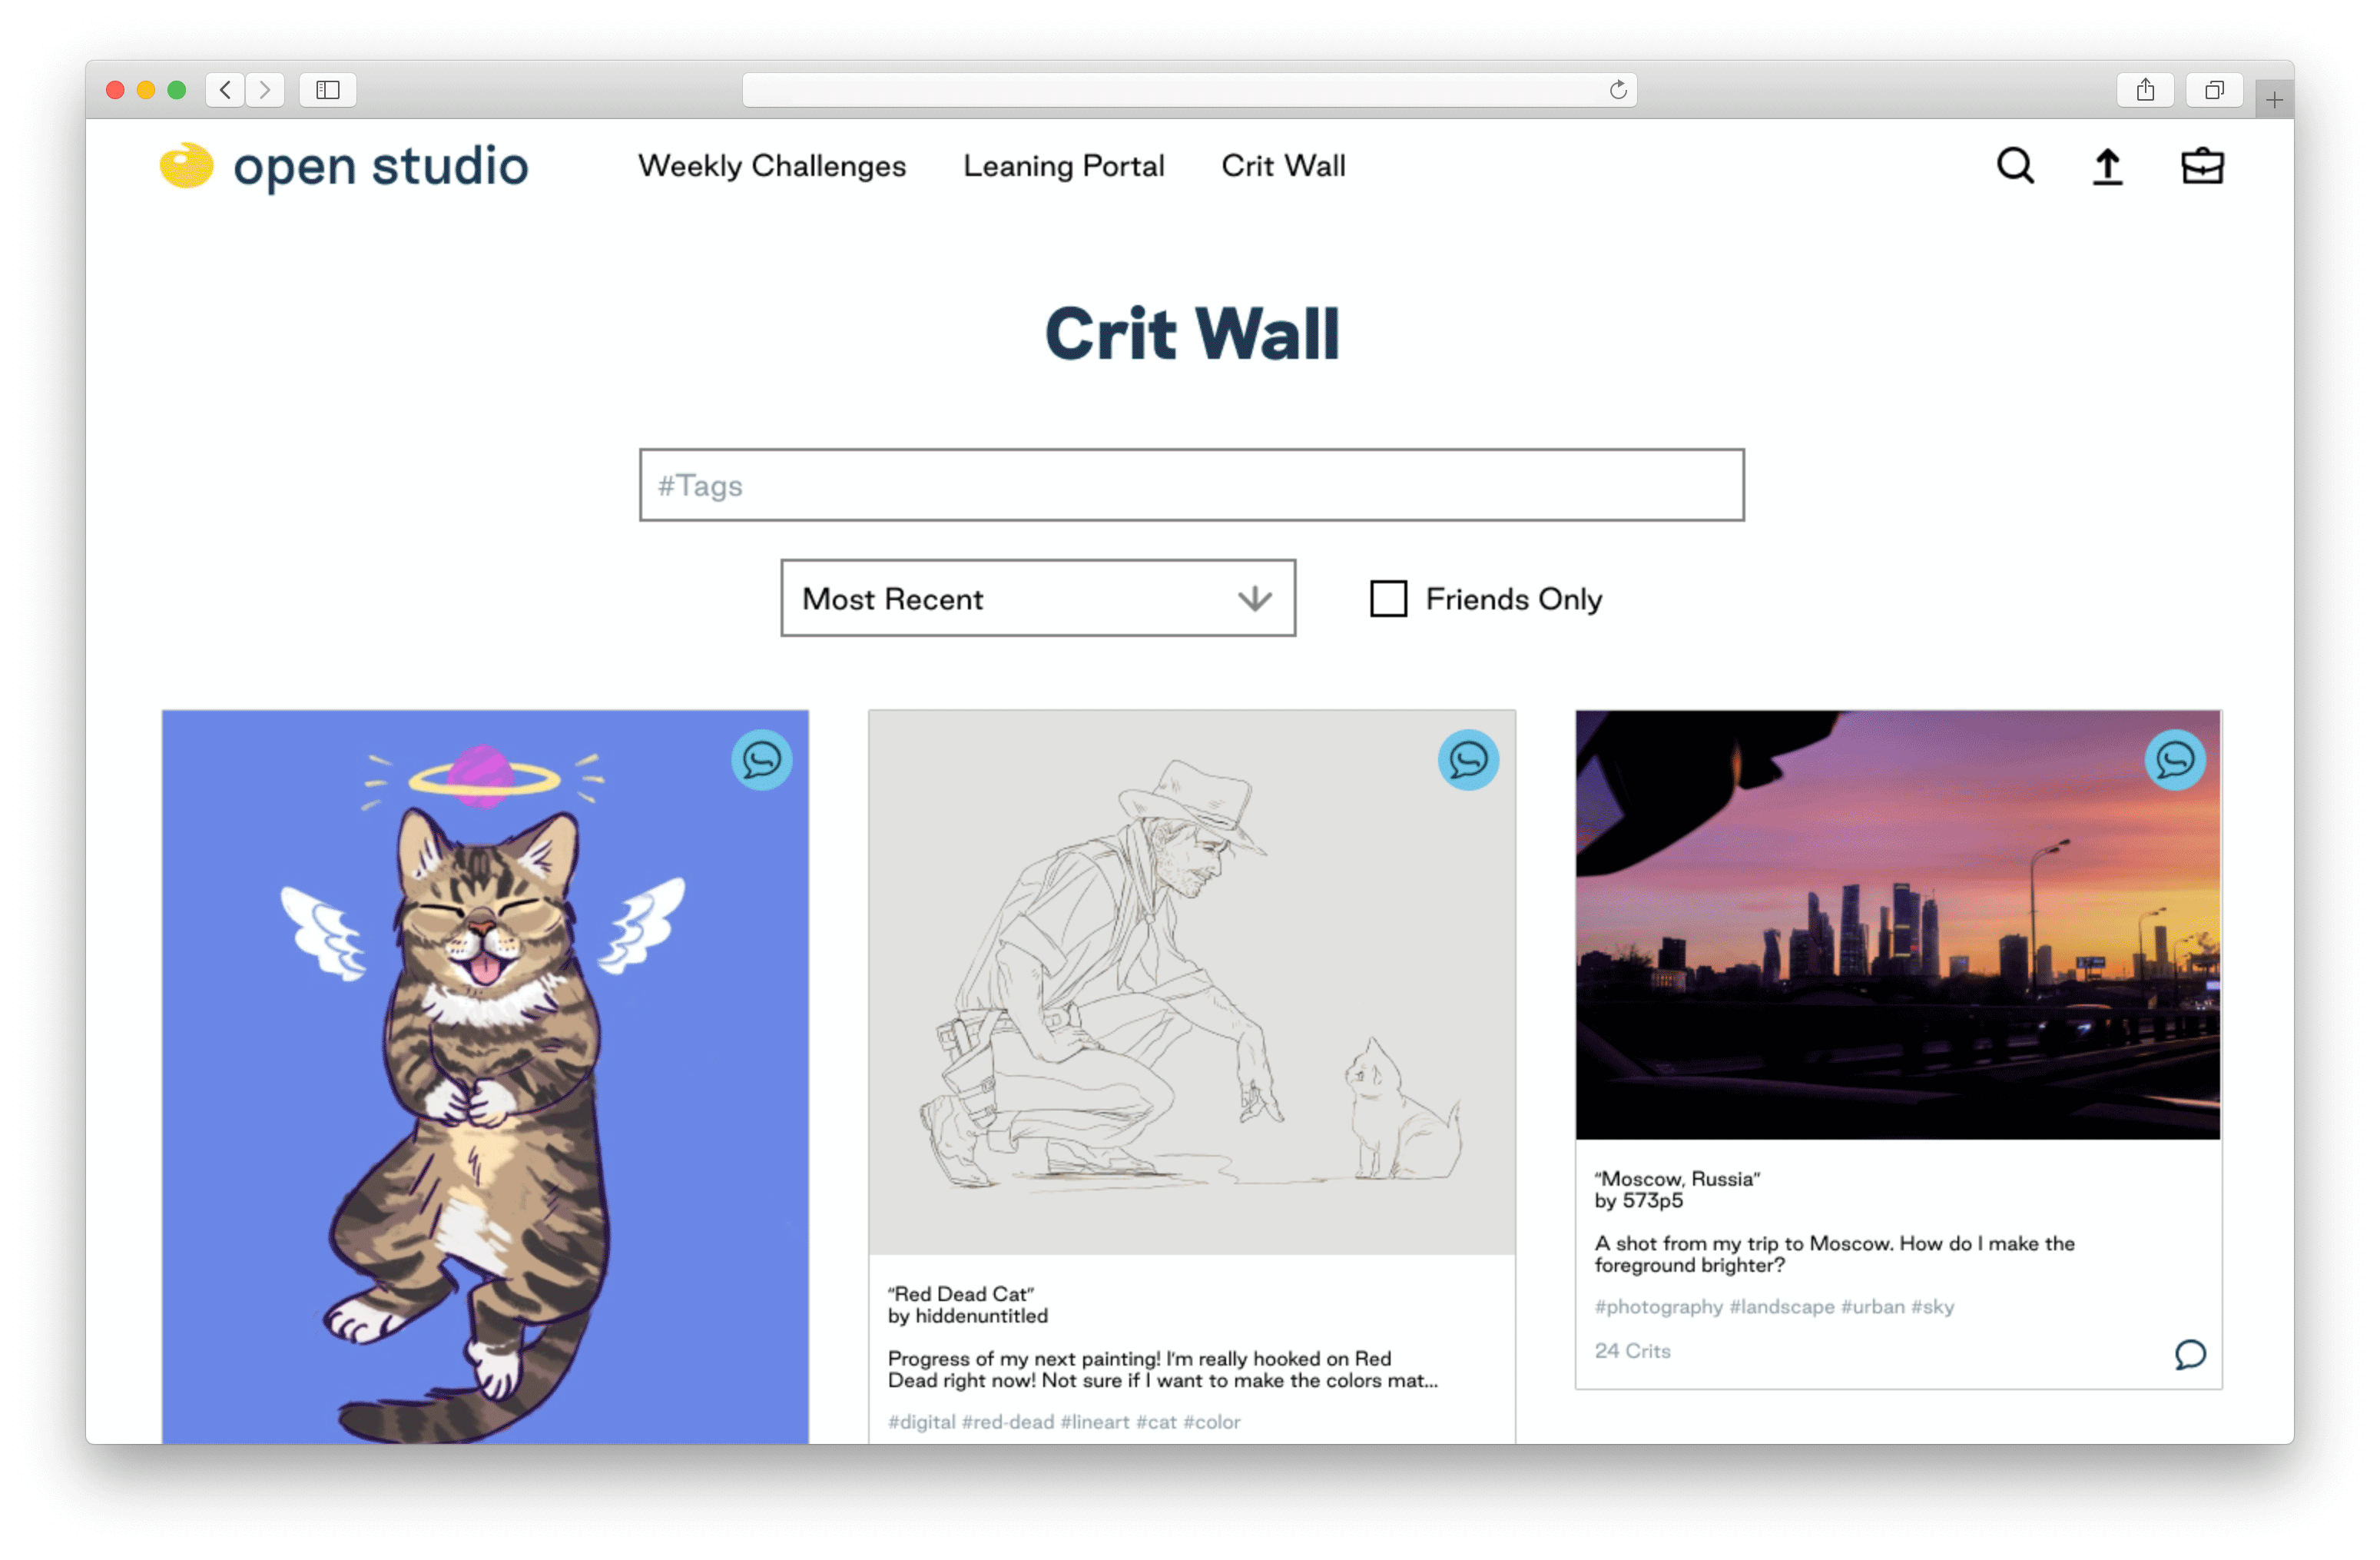 open studio
Weekly Challenges
Leaning Portal
Crit Wall
Crit Wall
#Tags
Most Recent
Friends Only
“Red Dead Cat”
by hiddenuntitled
Progress of my next painting! I’m really hooked on Red
Dead right now! Not sure if I want to make the colors mat...
#digital #red-dead #lineart #cat #color
“Moscow, Russia”
by 573p5
A shot from my trip to Moscow. How do I make the
foreground brighter?
#photography #landscape #urban #sky
24 Crits